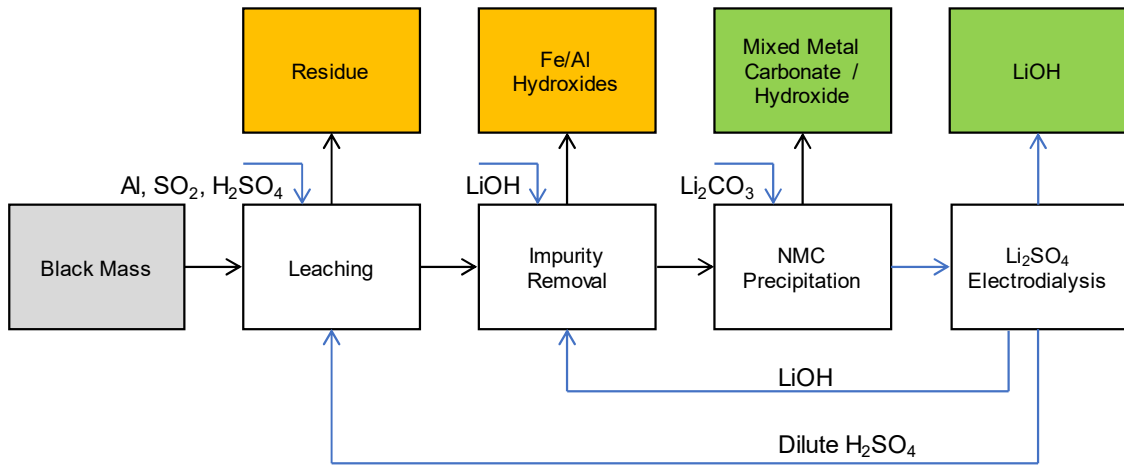 Residue
Fe/Al
Hydroxides
Mixed Metal
Carbonate /
Hydroxide
LiOH
Al, SO₂, H₂SO₄
LiOH
Li₂CO₃
Black Mass
Leaching
Impurity
Removal
NMC
Precipitation
Li₂SO₄
Electrodialysis
LiOH
Dilute H₂SO₄